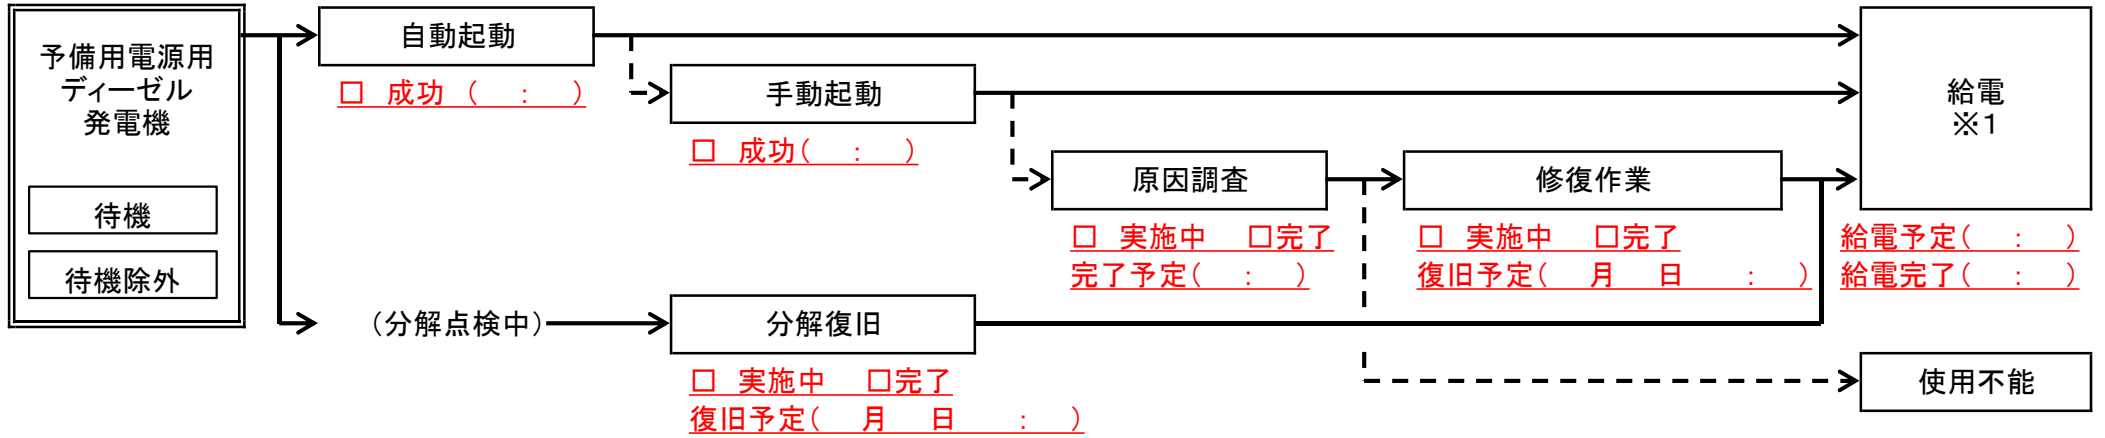 予備用電源用
ディーゼル
発電機
待機
待機除外
自動起動
□ 成功 ( : )
手動起動
□ 成功( : )
原因調査
□ 実施中 □完了
完了予定( : )
修復作業
□ 実施中 □完了
復旧予定( 月 日 : )
給電
※1
給電予定( : )
給電完了( : )
(分解点検中)
分解復旧
□ 実施中 □完了
復旧予定( 月 日 : )
使用不能